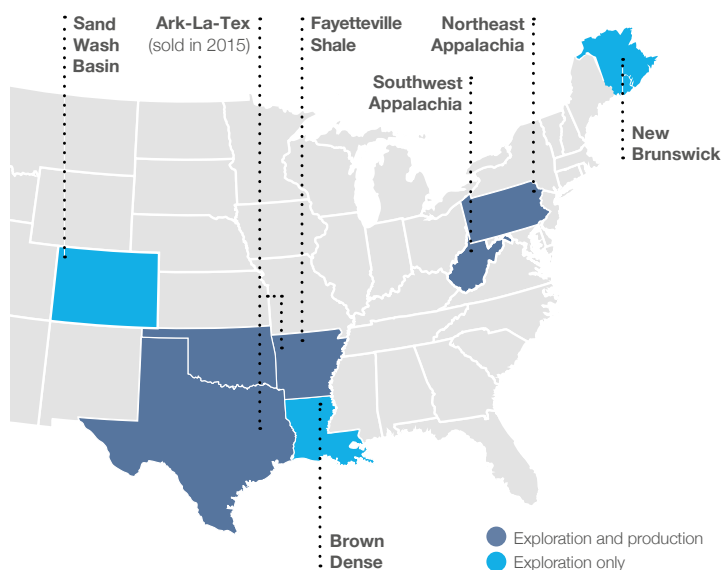 Sand
Wash
Basin
Ark-La-Tex
(sold in 2015)
Fayetteville
Shale
Northeast
Appalachia
Southwest
Appalachia
New
Brunswick
Brown
Dense
Exploration and production
Exploration only